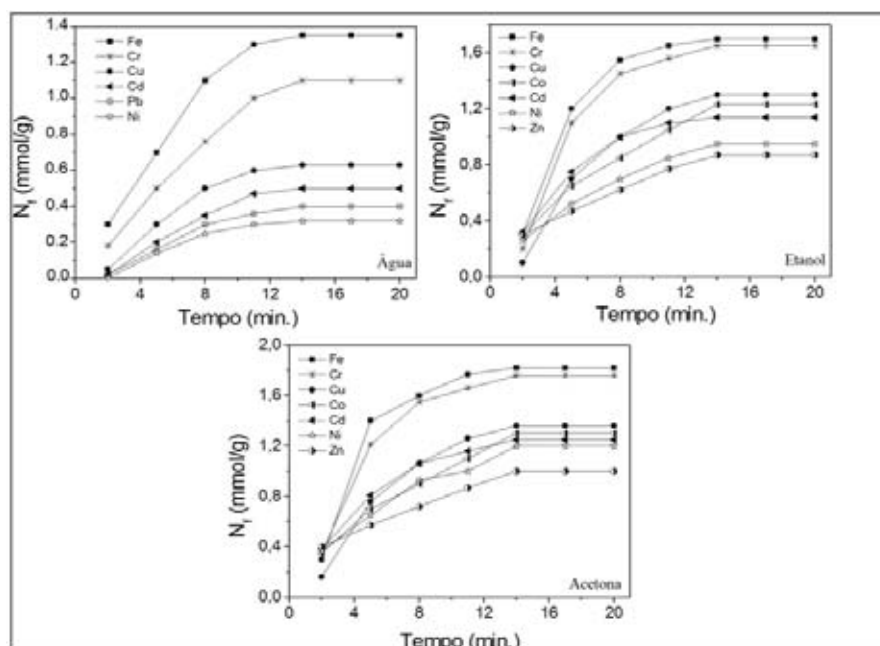 1.4
1.2
1.0
0.8
0.6
0.4
0.2
0.0
N_f (mmol/g)
Fe
Cr
Cu
Cd
Pb
Ni
0 4 8 12 16 20
Tempo (min.)
Água
1.6
1.2
0.8
0.4
0.0
N_f (mmol/g)
Fe
Cr
Cu
Co
Cd
Ni
Zn
0 4 8 12 16 20
Tempo (min.)
Etanol
2,0
1,6
1,2
0,8
0,4
0,0
N_f (mmol/g)
Fe
Cr
Cu
Co
Cd
Ni
Zn
0 4 8 12 16 20
Tempo (min.)
Acetona